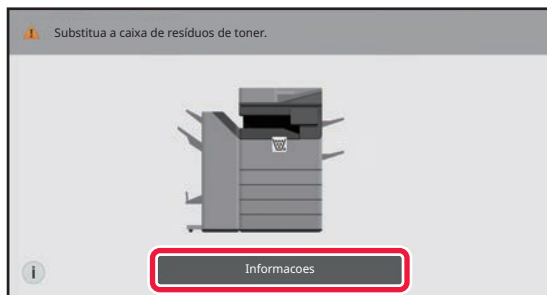 Substitua a caixa de resíduos de toner.
i
Informacoes